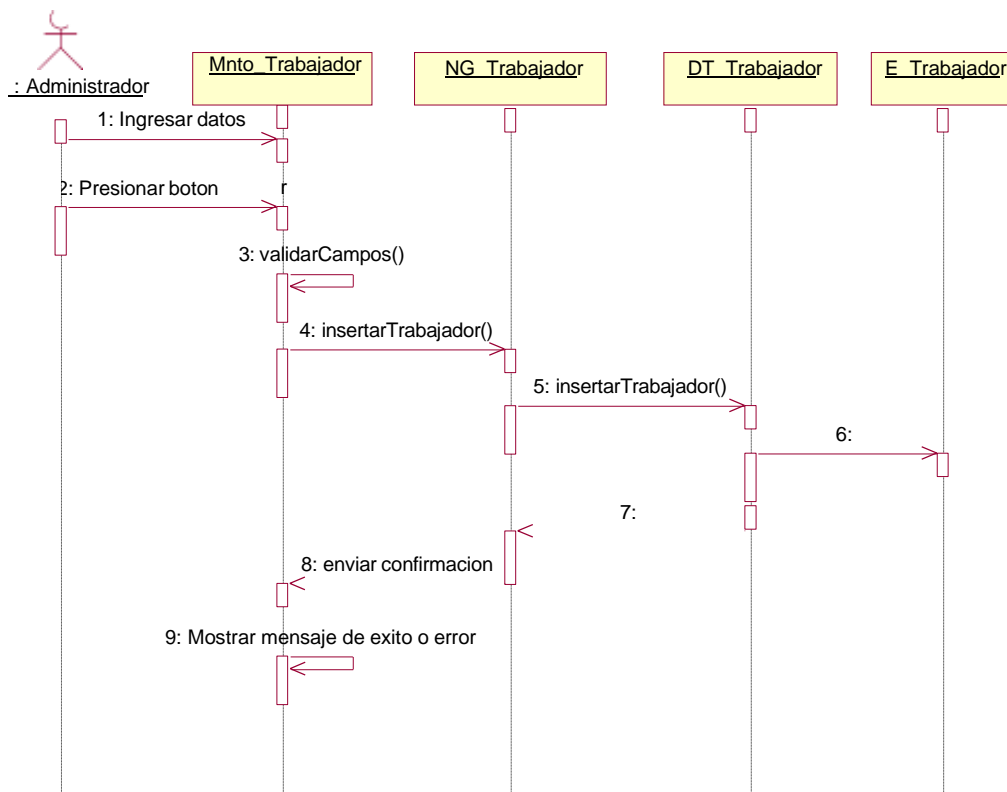 : Administrador
Mnto_Trabajador
NG_Trabajador
DT_Trabajador
E_Trabajador
1: Ingresar datos
2: Presionar boton r
3: validarCampos()
4: insertarTrabajador()
5: insertarTrabajador()
6:
7:
8: enviar confirmacion
9: Mostrar mensaje de exito o error